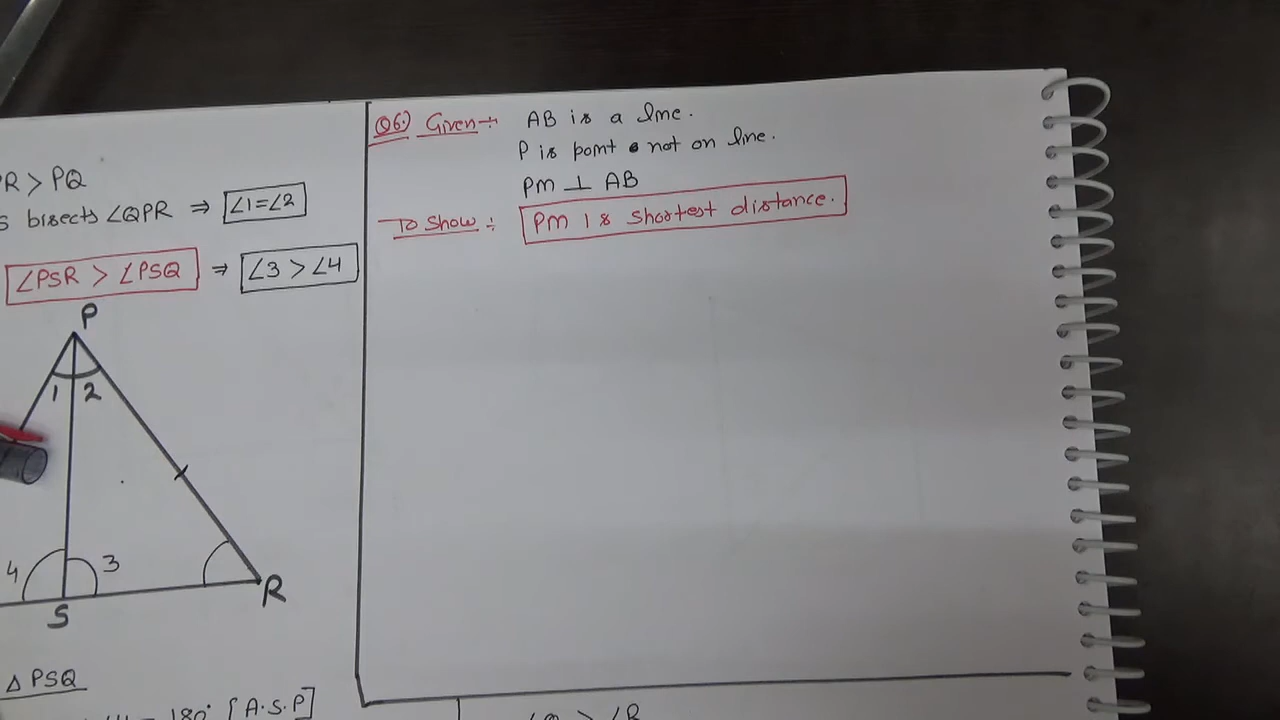 R > PQ
S bisects ∠QPR ⇒ ∠1=∠2
∠PSR > ∠PSQ ⇒ ∠3 > ∠4
P
1 2
4 3
S R
△ PSQ
180° [A.S.P]
Q6.) Given :- AB is a line.
P is point not on line.
PM ⊥ AB
To Show :- PM is shortest distance.
> ∠R